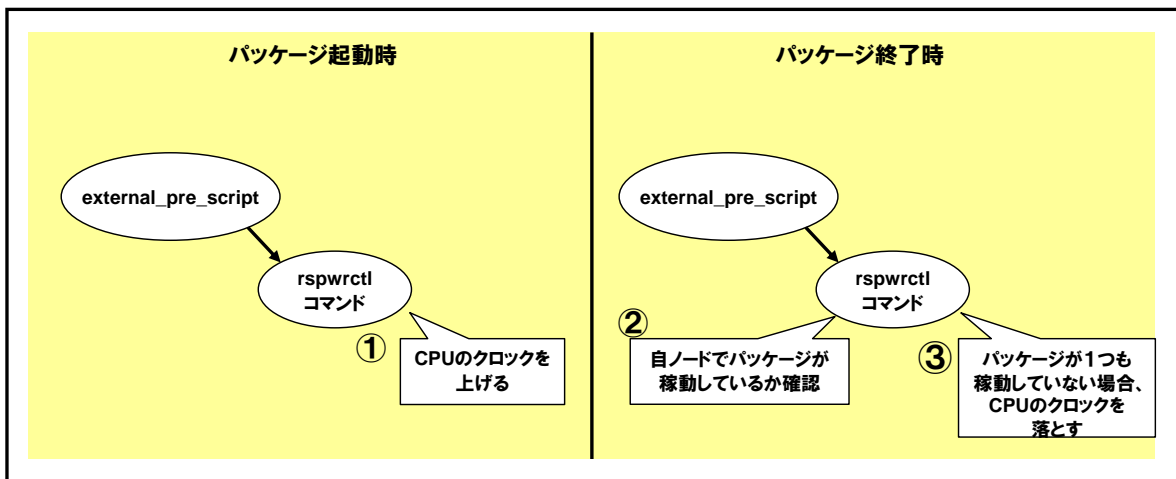 パッケージ起動時
external_pre_script
rspwrctl
コマンド
①
CPUのクロックを
上げる
パッケージ終了時
external_pre_script
rspwrctl
コマンド
②
自ノードでパッケージが
稼動しているか確認
③
パッケージが1つも
稼動していない場合、
CPUのクロックを
落とす